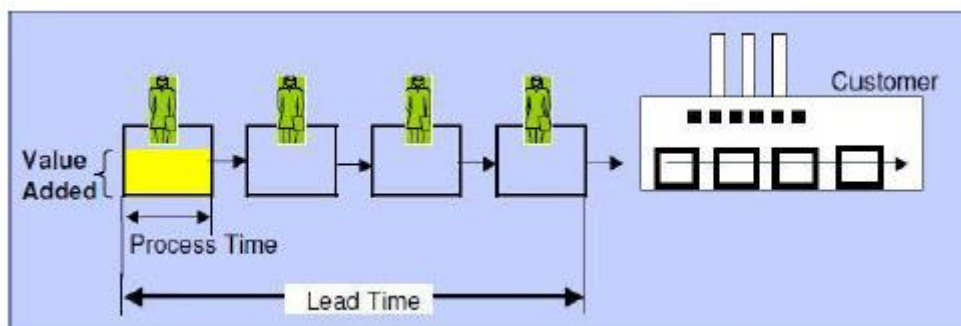 Customer
Value
Added
Process Time
Lead Time